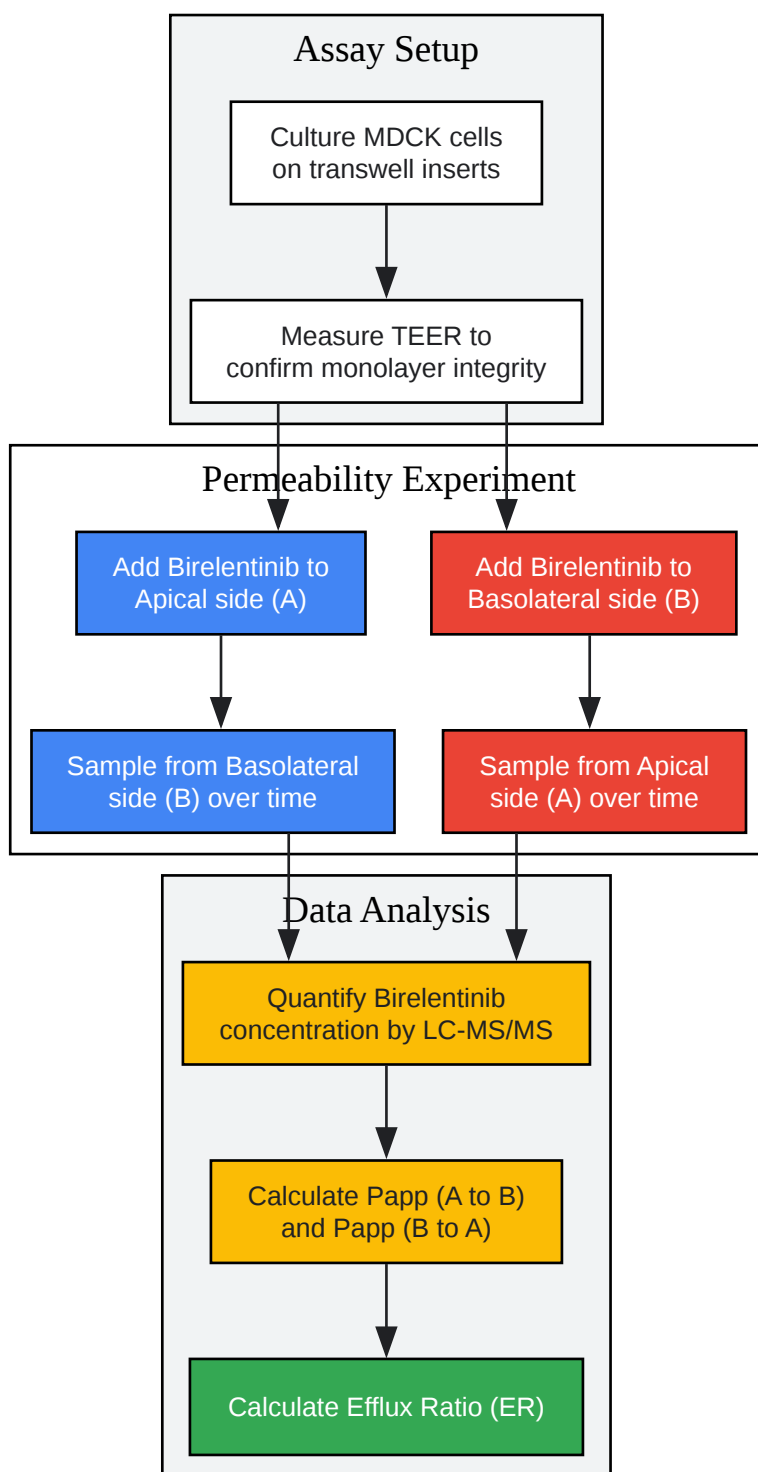 Assay Setup
Culture MDCK cells
on transwell inserts
Measure TEER to
confirm monolayer integrity
Permeability Experiment
Add Birelentinib to
Apical side (A)
Add Birelentinib to
Basolateral side (B)
Sample from Basolateral
side (B) over time
Sample from Apical
side (A) over time
Data Analysis
Quantify Birelentinib
concentration by LC-MS/MS
Calculate Papp (A to B)
and Papp (B to A)
Calculate Efflux Ratio (ER)